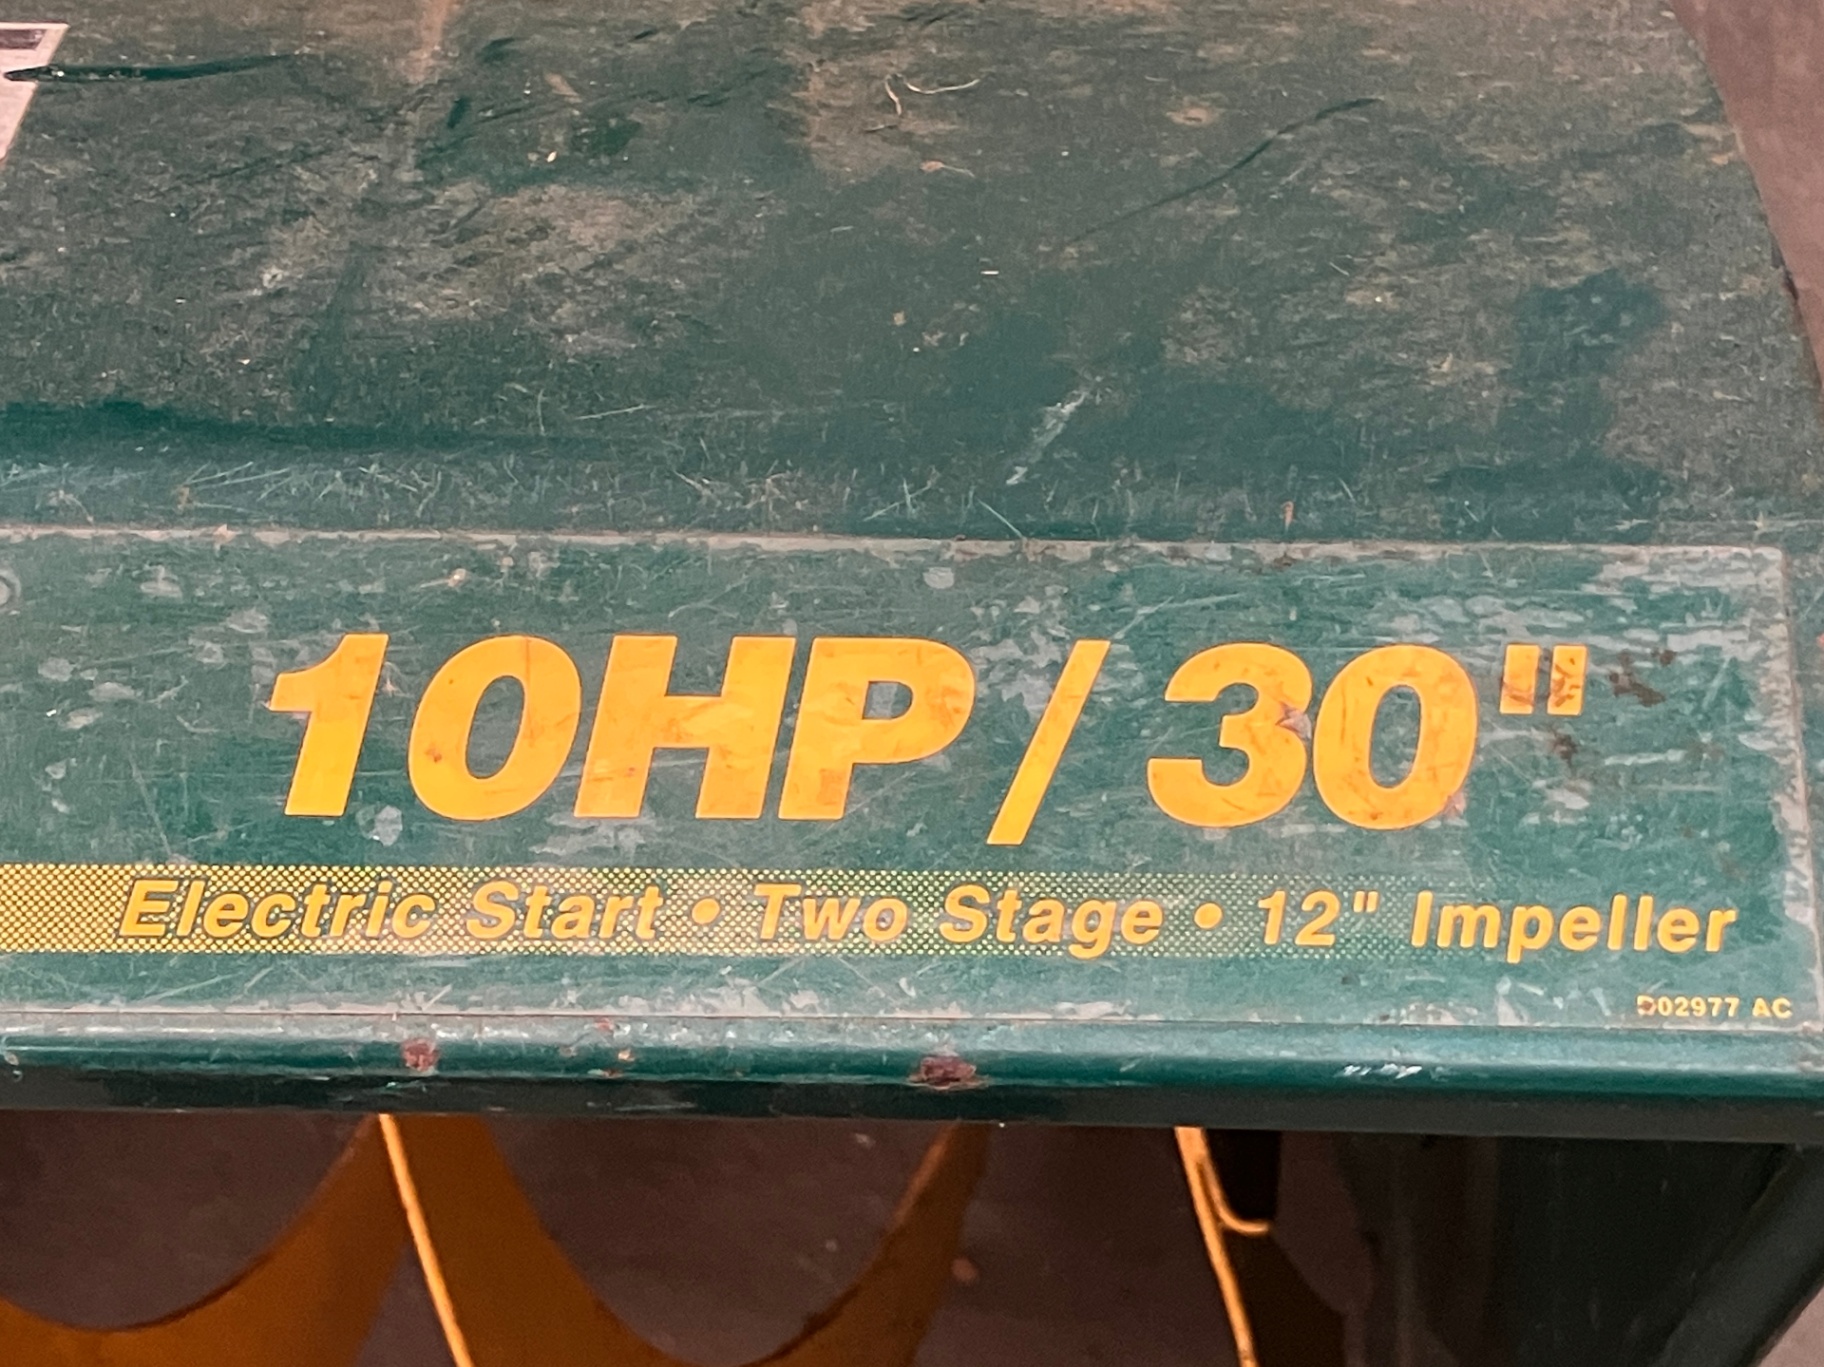 10HP/30"
Electric Start • Two Stage • 12" Impeller
D02977 AC